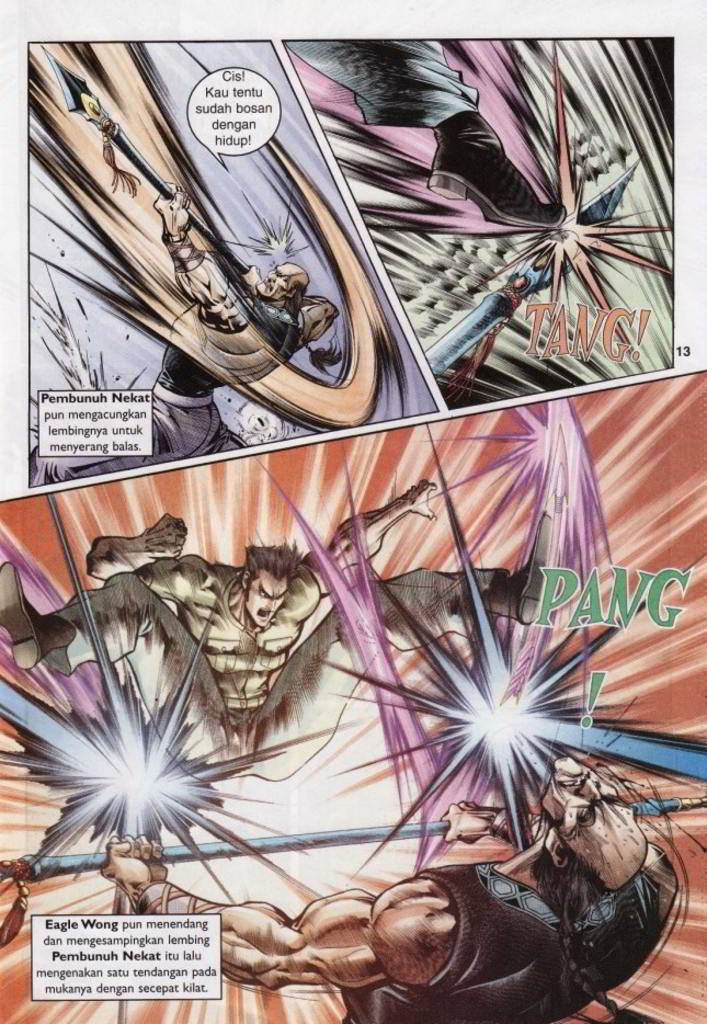 Cis!
Kau tentu
sudah bosan
dengan
hidup!
Pembunuh Nekat
pun mengacungkan
lembingnya untuk
menyerang balas.
TANG!
13
PANG
!
Eagle Wong pun menendang
dan mengesampingkan lembing
Pembunuh Nekat itu lalu
mengenakan satu tendangan pada
mukanya dengan secepat kilat.